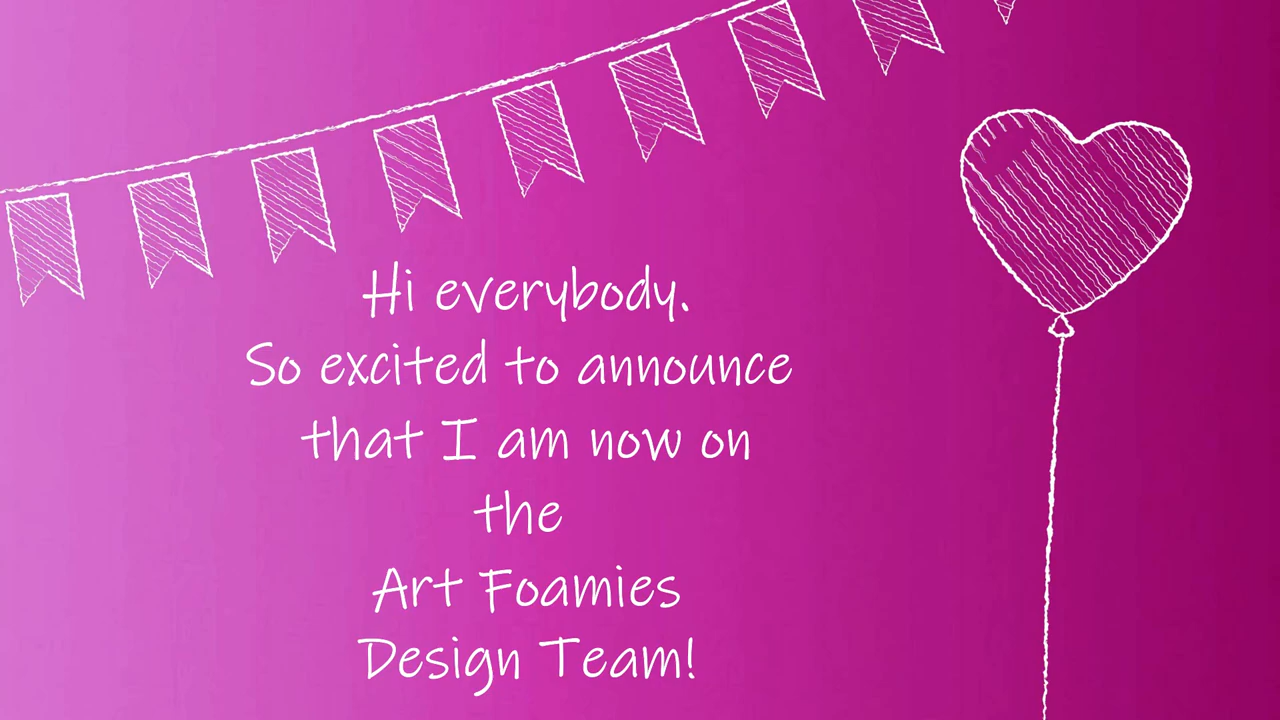 Hi everybody.
So excited to announce
that I am now on
the
Art Foamies
Design Team!